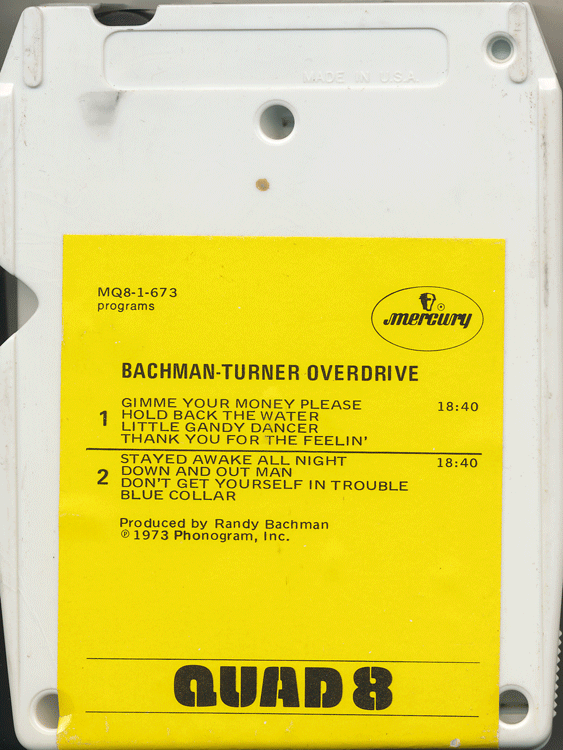 MADE IN U.S.A.
MQ8-1-673
programs
mercury
BACHMAN-TURNER OVERDRIVE
1 GIMME YOUR MONEY PLEASE 18:40
HOLD BACK THE WATER
LITTLE GANDY DANCER
THANK YOU FOR THE FEELIN'
2 STAYED AWAKE ALL NIGHT 18:40
DOWN AND OUT MAN
DON'T GET YOURSELF IN TROUBLE
BLUE COLLAR
Produced by Randy Bachman
℗ 1973 Phonogram, Inc.
QUAD 8